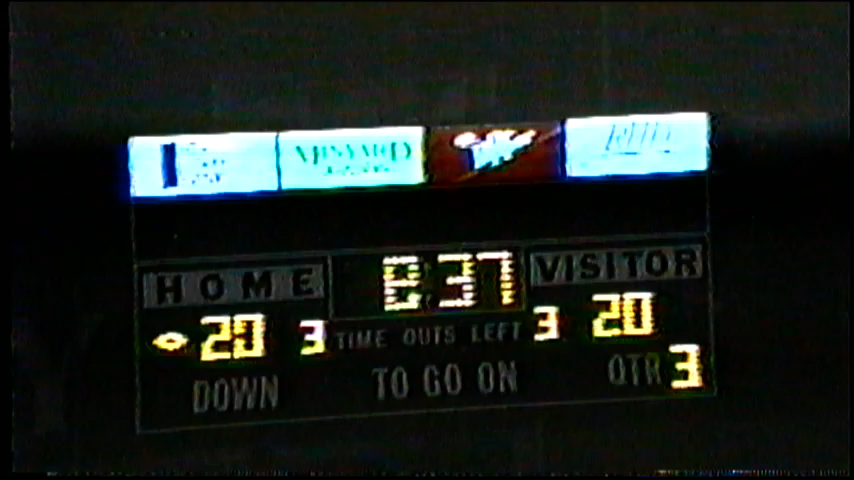 HOME 8:37 VISITOR
20 3 TIME OUTS LEFT 3 20
DOWN TO GO ON QTR 3